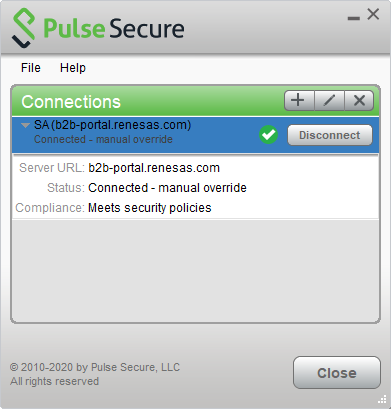 Pulse Secure
File Help
Connections
SA (b2b-portal.renesas.com)
Connected - manual override
Disconnect
Server URL: b2b-portal.renesas.com
Status: Connected - manual override
Compliance: Meets security policies
© 2010-2020 by Pulse Secure, LLC
All rights reserved
Close